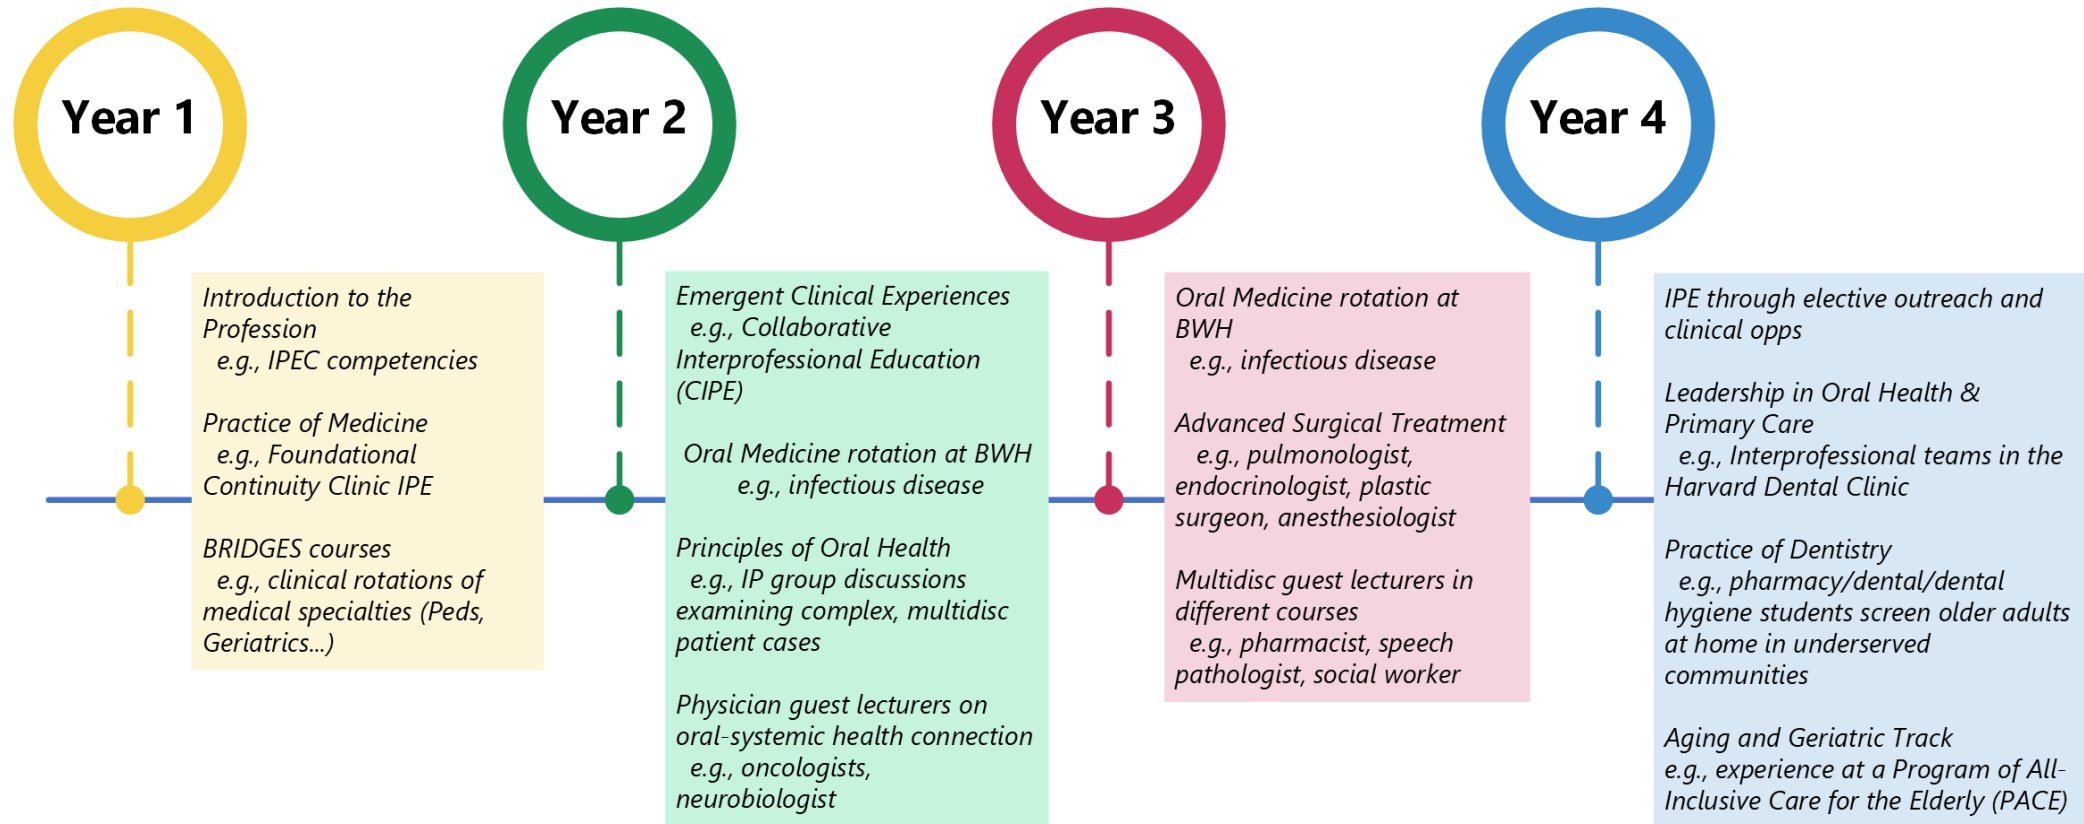 Year 1
Introduction to the
Profession
e.g., IPEC competencies
Practice of Medicine
e.g., Foundational
Continuity Clinic IPE
BRIDGES courses
e.g., clinical rotations of
medical specialties (Peds,
Geriatrics...)
Year 2
Emergent Clinical Experiences
e.g., Collaborative
Interprofessional Education
(CIPE)
Oral Medicine rotation at BWH
e.g., infectious disease
Principles of Oral Health
e.g., IP group discussions
examining complex, multidisc
patient cases
Physician guest lecturers on
oral-systemic health connection
e.g., oncologists,
neurobiologist
Year 3
Oral Medicine rotation at
BWH
e.g., infectious disease
Advanced Surgical Treatment
e.g., pulmonologist,
endocrinologist, plastic
surgeon, anesthesiologist
Multidisc guest lecturers in
different courses
e.g., pharmacist, speech
pathologist, social worker
Year 4
IPE through elective outreach and
clinical opps
Leadership in Oral Health &
Primary Care
e.g., Interprofessional teams in the
Harvard Dental Clinic
Practice of Dentistry
e.g., pharmacy/dental/dental
hygiene students screen older adults
at home in underserved
communities
Aging and Geriatric Track
e.g., experience at a Program of All-
Inclusive Care for the Elderly (PACE)